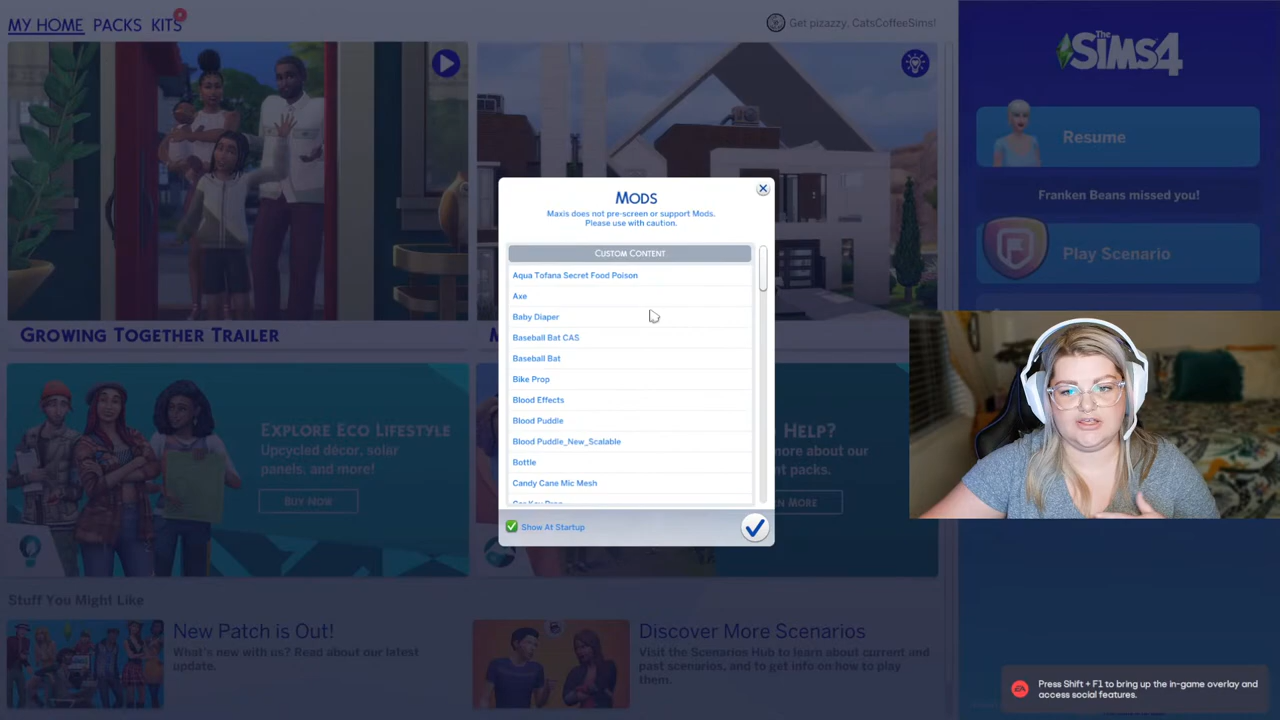 MY HOME PACKS KITS
Get pizazzy, CatsCoffeeSims!
The SiMS4
Resume
Franken Beans missed you!
Play Scenario
GROWING TOGETHER TRAILER
M
MODS
Maxis does not pre-screen or support Mods.
Please use with caution.
CUSTOM CONTENT
Aqua Tofana Secret Food Poison
Axe
Baby Diaper
Baseball Bat CAS
Baseball Bat
Bike Prop
Blood Effects
Blood Puddle
Blood Puddle_New_Scalable
Bottle
Candy Cane Mic Mesh
Show At Startup
EXPLORE ECO LIFESTYLE
Upcycled décor, solar
panels, and more!
BUY NOW
HELP?
more about our
nt packs.
RN MORE
Stuff You Might Like
New Patch is Out!
What's new with us? Read about our latest
update.
Discover More Scenarios
Visit the Scenarios Hub to learn about current and
past scenarios, and to get info on how to play
them.
EA
Press Shift + F1 to bring up the in-game overlay and
access social features.